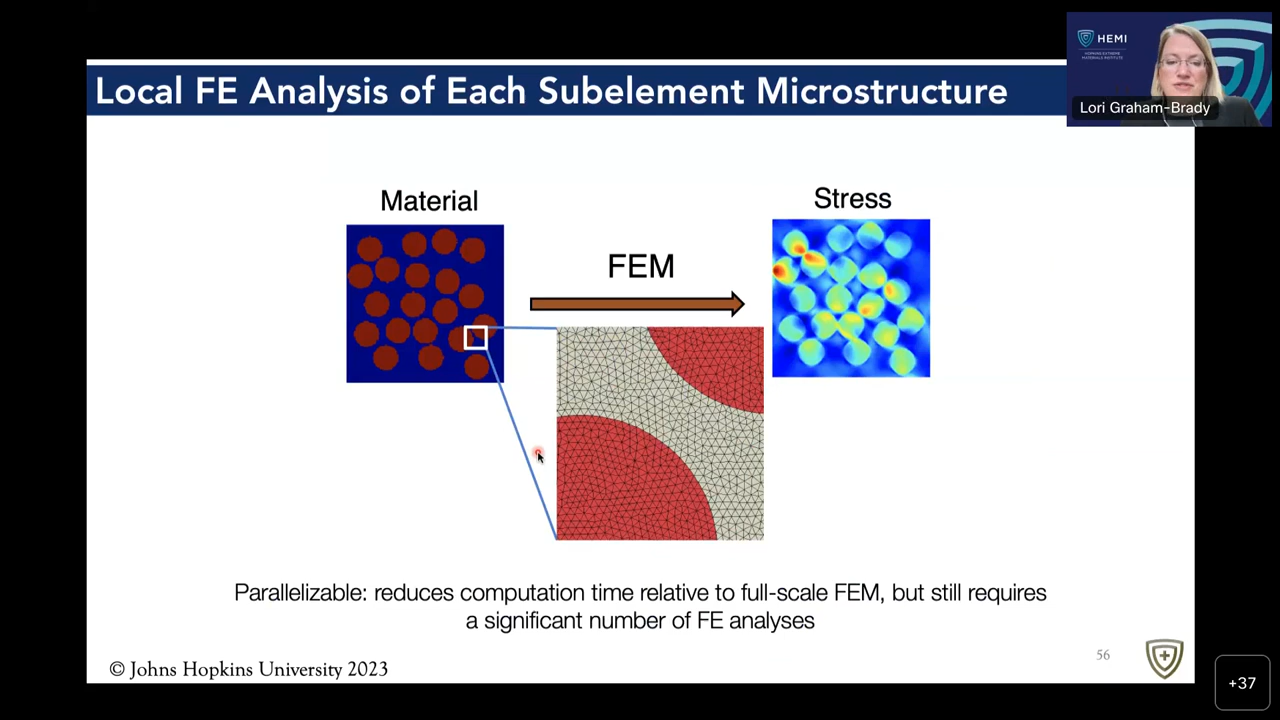 Local FE Analysis of Each Subelement Microstructure
HEMI
Lori Graham-Brady
Material
Stress
FEM
Parallelizable: reduces computation time relative to full-scale FEM, but still requires
a significant number of FE analyses
© Johns Hopkins University 2023
56
+37